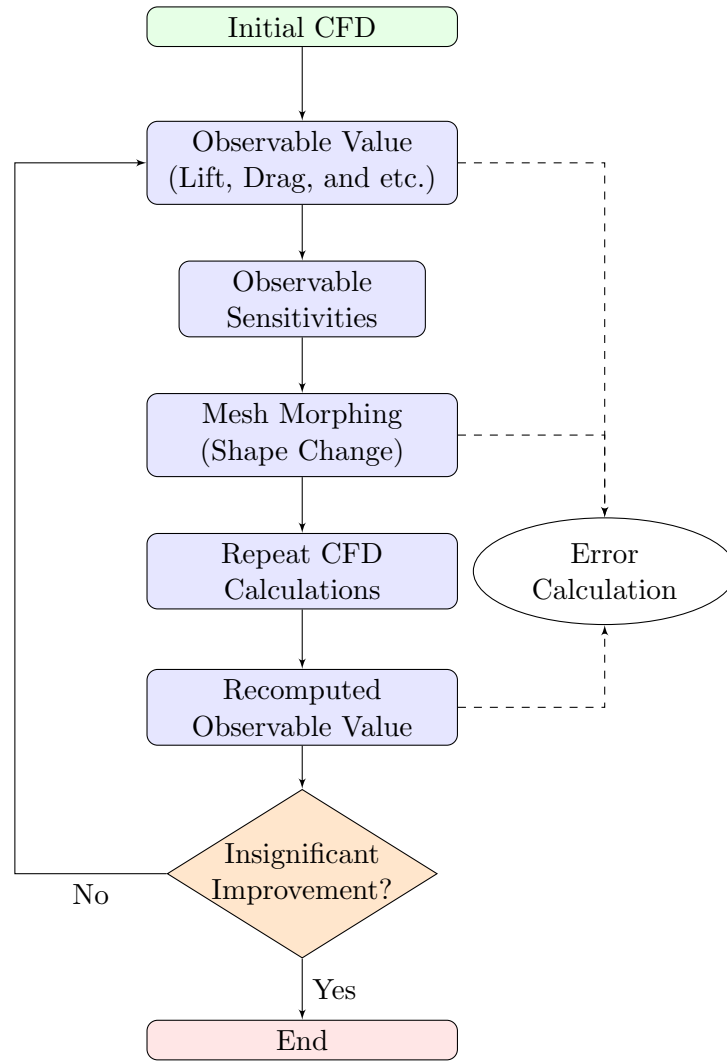 Initial CFD
Observable Value
(Lift, Drag, and etc.)
Observable
Sensitivities
Mesh Morphing
(Shape Change)
Repeat CFD
Calculations
Error
Calculation
Recomputed
Observable Value
Insignificant
Improvement?
No
Yes
End